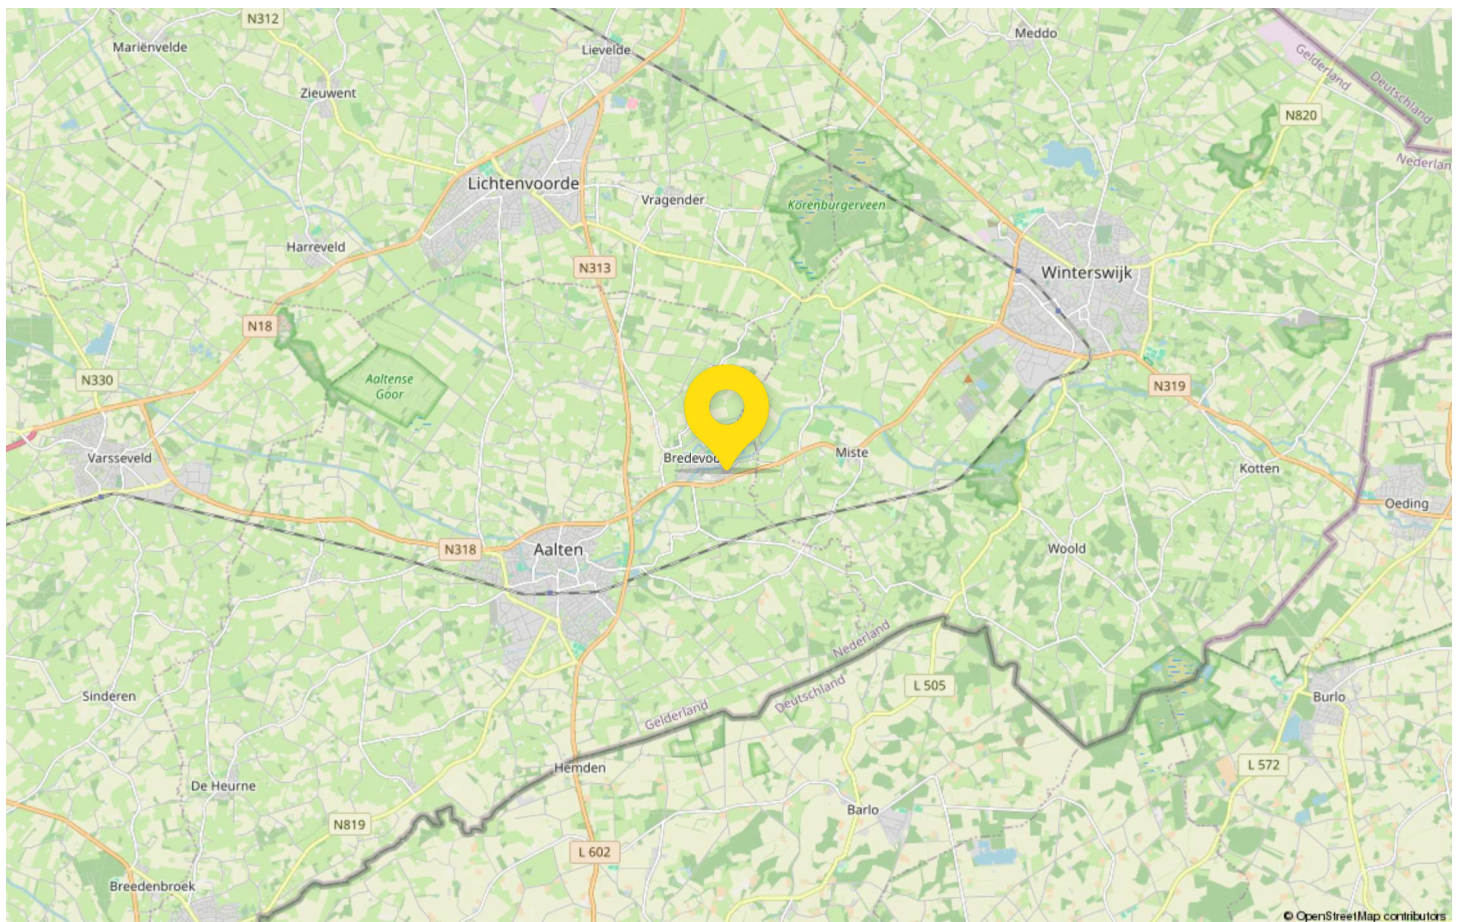 N312
Mariënvelde
Lievelde
Meddo
Gelderland
Deutschland
Zieuwent
N820
Nederlan
Lichtenvoorde
Vragender
Korenburgerveen
Harreveld
N313
Winterswijk
N18
N330
Aaltense
Goor
N319
Varsseveld
Bredevoo
Miste
Kotten
Oeding
N318
Aalten
Woold
Nederland
L 505
Deutschland
Gelderland
Sinderen
Burlo
Hemden
L 572
De Heurne
Barlo
N819
L 602
Breedenbroek
© OpenStreetMap contributors